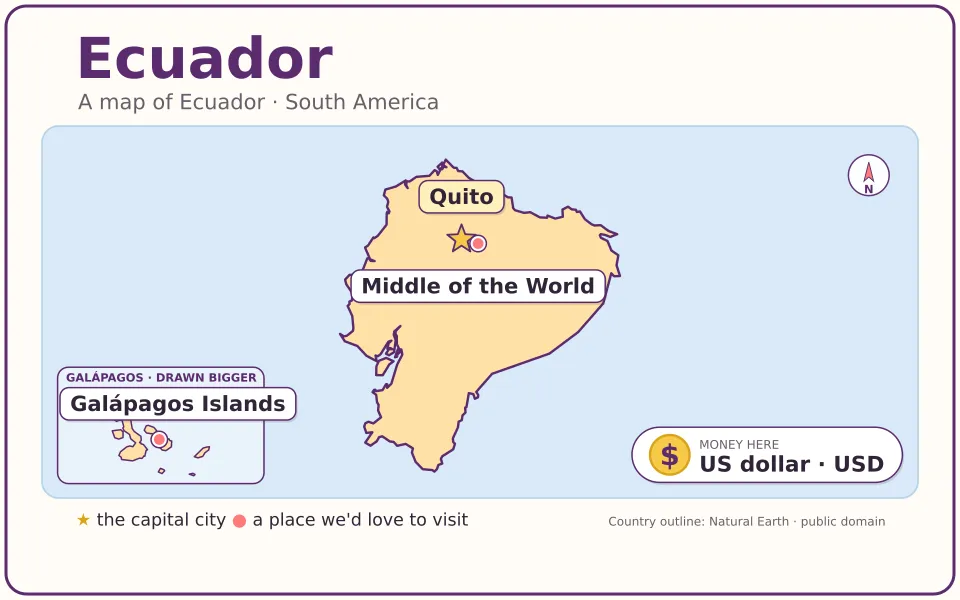 Ecuador
A map of Ecuador · South America
N
Quito
Middle of the World
GALÁPAGOS · DRAWN BIGGER
Galápagos Islands
$
MONEY HERE
US dollar · USD
★ the capital city ● a place we'd love to visit
Country outline: Natural Earth · public domain